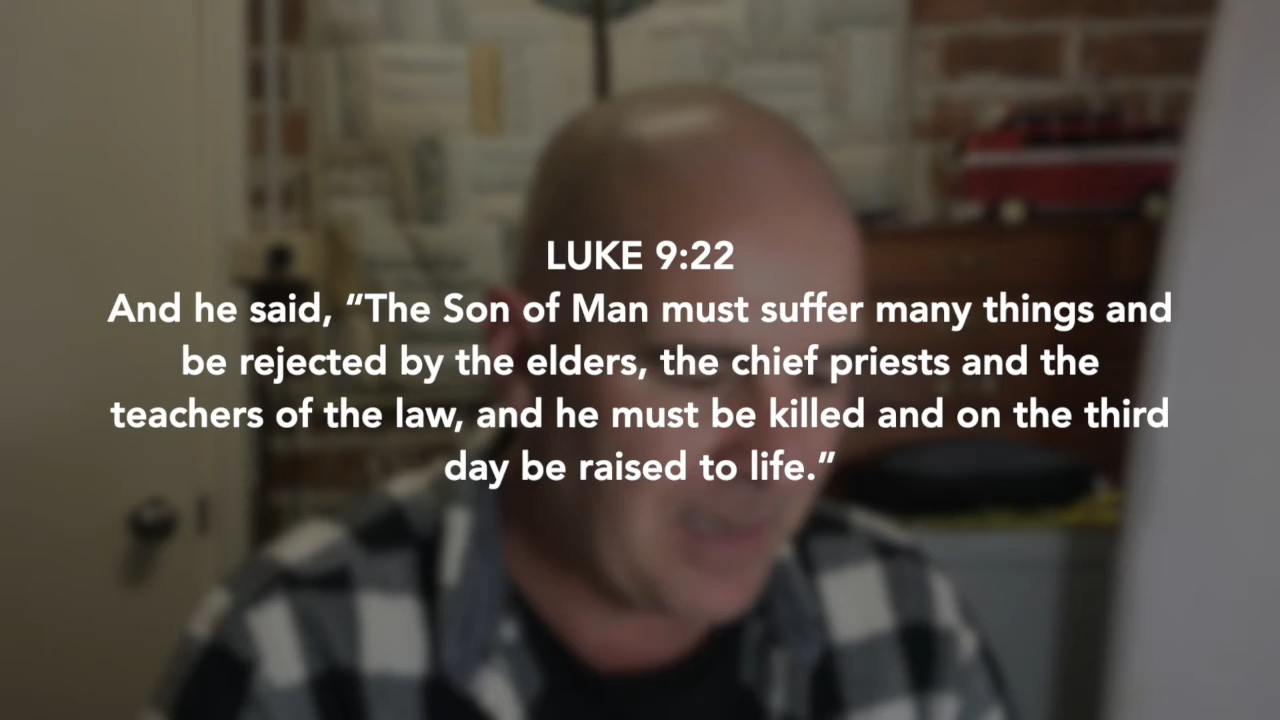 LUKE 9:22
And he said, “The Son of Man must suffer many things and
be rejected by the elders, the chief priests and the
teachers of the law, and he must be killed and on the third
day be raised to life.”